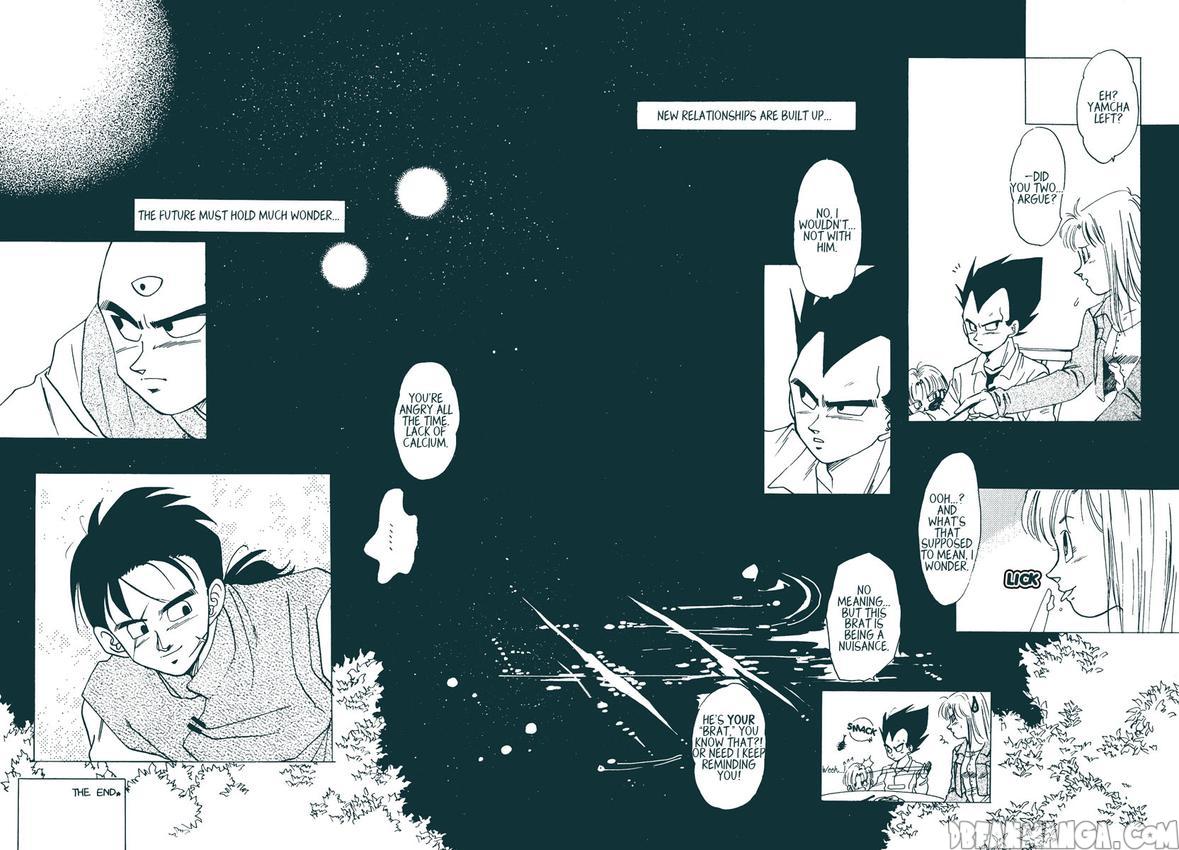 EH?
YAMCHA
LEFT?
—DID
YOU TWO...
ARGUE?
NEW RELATIONSHIPS ARE BUILT UP...
NO, I
WOULDN'T...
NOT WITH
HIM.
OOH...?
AND
WHAT'S
THAT
SUPPOSED
TO MEAN, I
WONDER.
LICK
NO
MEANING...
BUT THIS
BRAT IS
BEING A
NUISANCE.
SMACK
Weeh...
HE'S YOUR
"BRAT," YOU
KNOW THAT?!
OR NEED I KEEP
REMINDING
YOU!
THE FUTURE MUST HOLD MUCH WONDER...
YOU'RE
ANGRY ALL
THE TIME.
LACK OF
CALCIUM.
......
THE END.
DBFANMANGA.COM